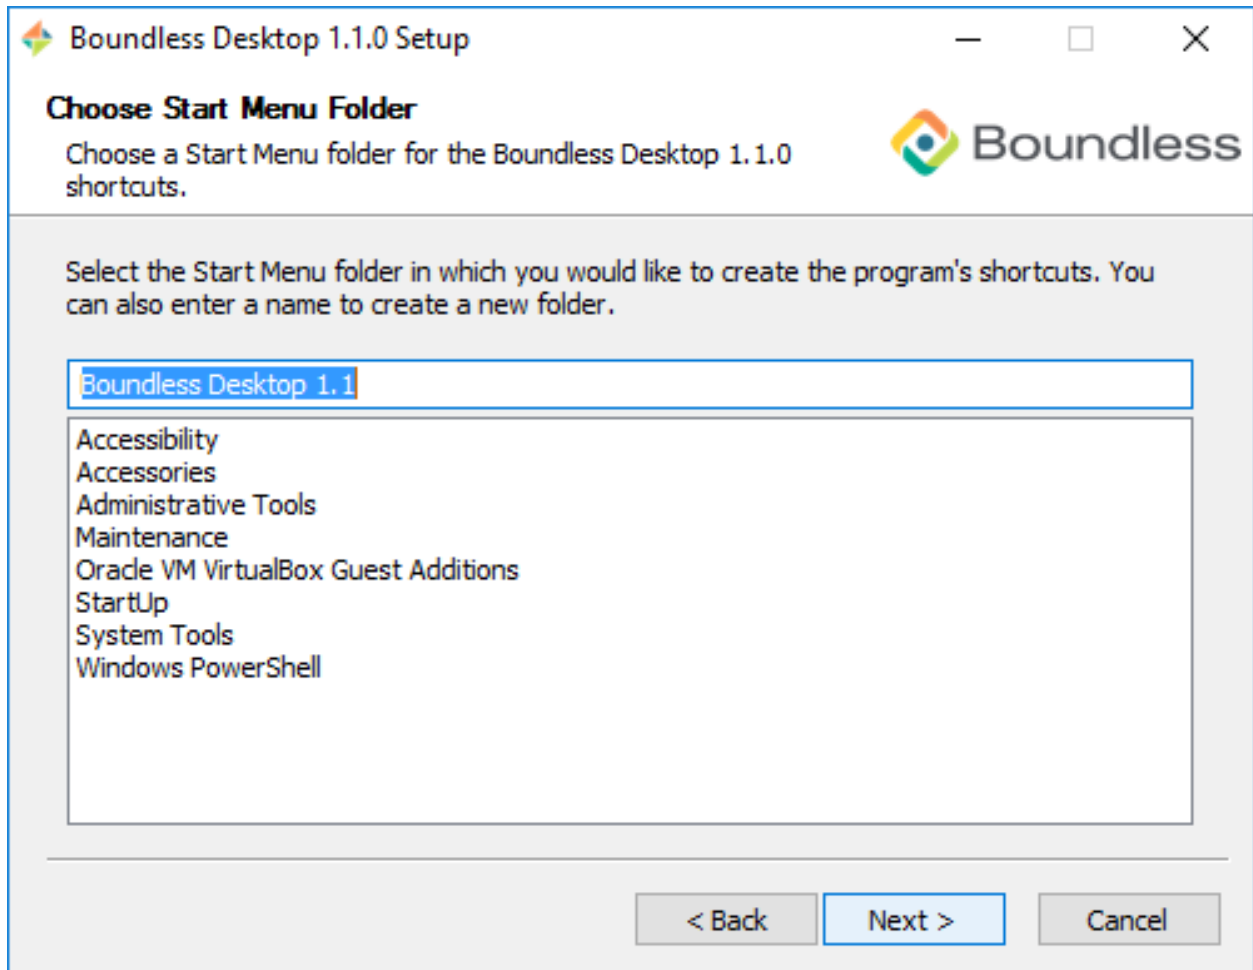 Boundless Desktop 1.1.0 Setup
Choose Start Menu Folder
Choose a Start Menu folder for the Boundless Desktop 1.1.0
shortcuts.
Boundless
Select the Start Menu folder in which you would like to create the program's shortcuts. You
can also enter a name to create a new folder.
Boundless Desktop 1.1
Accessibility
Accessories
Administrative Tools
Maintenance
Oracle VM VirtualBox Guest Additions
StartUp
System Tools
Windows PowerShell
< Back
Next >
Cancel